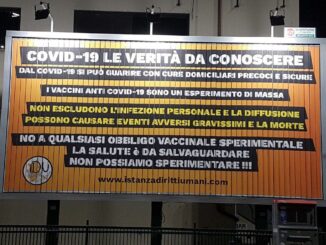 COVID-19 LE VERITÀ DA CONOSCERE
DAL COVID-19 SI PUÒ GUARIRE CON CURE DOMICILIARI PRECOCI E SICURE
I VACCINI ANTI COVID-19 SONO UN ESPERIMENTO DI MASSA
NON ESCLUDONO L'INFEZIONE PERSONALE E LA DIFFUSIONE
POSSONO CAUSARE EVENTI AVVERSI GRAVISSIMI E LA MORTE
NO A QUALSIASI OBBLIGO VACCINALE SPERIMENTALE
LA SALUTE è DA SALVAGUARDARE
NON POSSIAMO SPERIMENTARE !!!
www.istanzadirittiumani.com